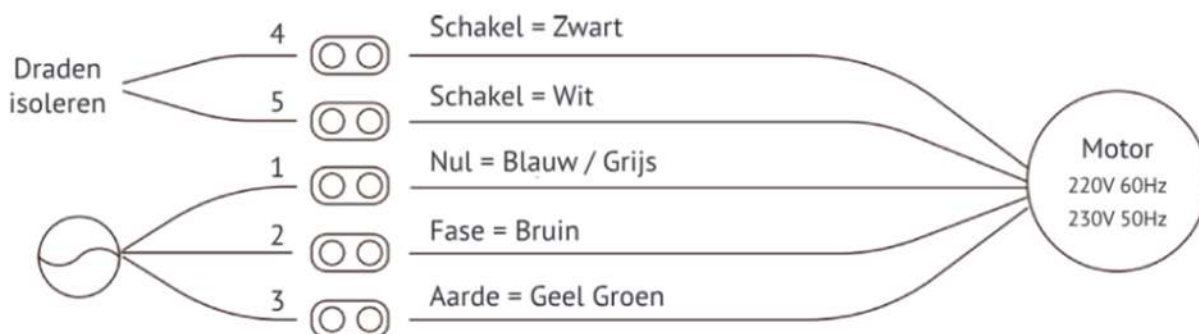 4
Schakel = Zwart
Draden
isoleren
5
Schakel = Wit
1
Nul = Blauw / Grijs
2
Fase = Bruin
3
Aarde = Geel Groen
Motor
220V 60Hz
230V 50Hz